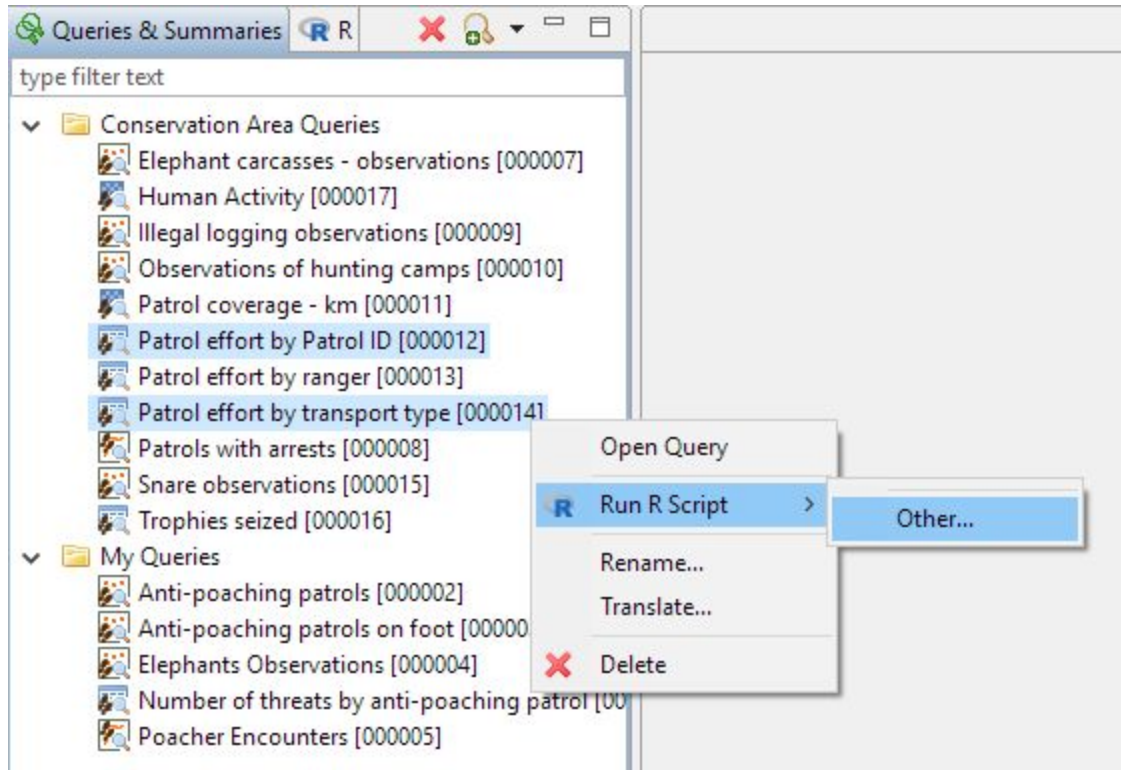 Queries & Summaries R R
type filter text
Conservation Area Queries
Elephant carcasses - observations [000007]
Human Activity [000017]
Illegal logging observations [000009]
Observations of hunting camps [000010]
Patrol coverage - km [000011]
Patrol effort by Patrol ID [000012]
Patrol effort by ranger [000013]
Patrol effort by transport type [000014]
Patrols with arrests [000008]
Snare observations [000015]
Trophies seized [000016]
My Queries
Anti-poaching patrols [000002]
Anti-poaching patrols on foot [00000
Elephants Observations [000004]
Number of threats by anti-poaching patrol [00
Poacher Encounters [000005]
Open Query
R Run R Script >
Other...
Rename...
Translate...
Delete